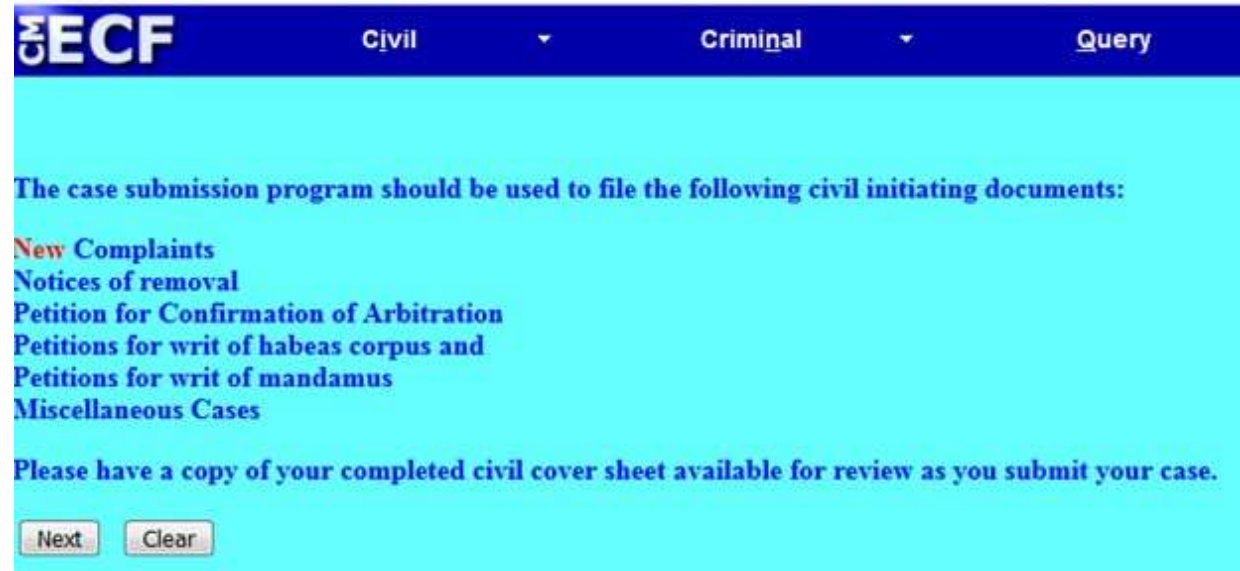 CM ECF Civil Criminal Query
The case submission program should be used to file the following civil initiating documents:
New Complaints
Notices of removal
Petition for Confirmation of Arbitration
Petitions for writ of habeas corpus and
Petitions for writ of mandamus
Miscellaneous Cases
Please have a copy of your completed civil cover sheet available for review as you submit your case.
Next Clear